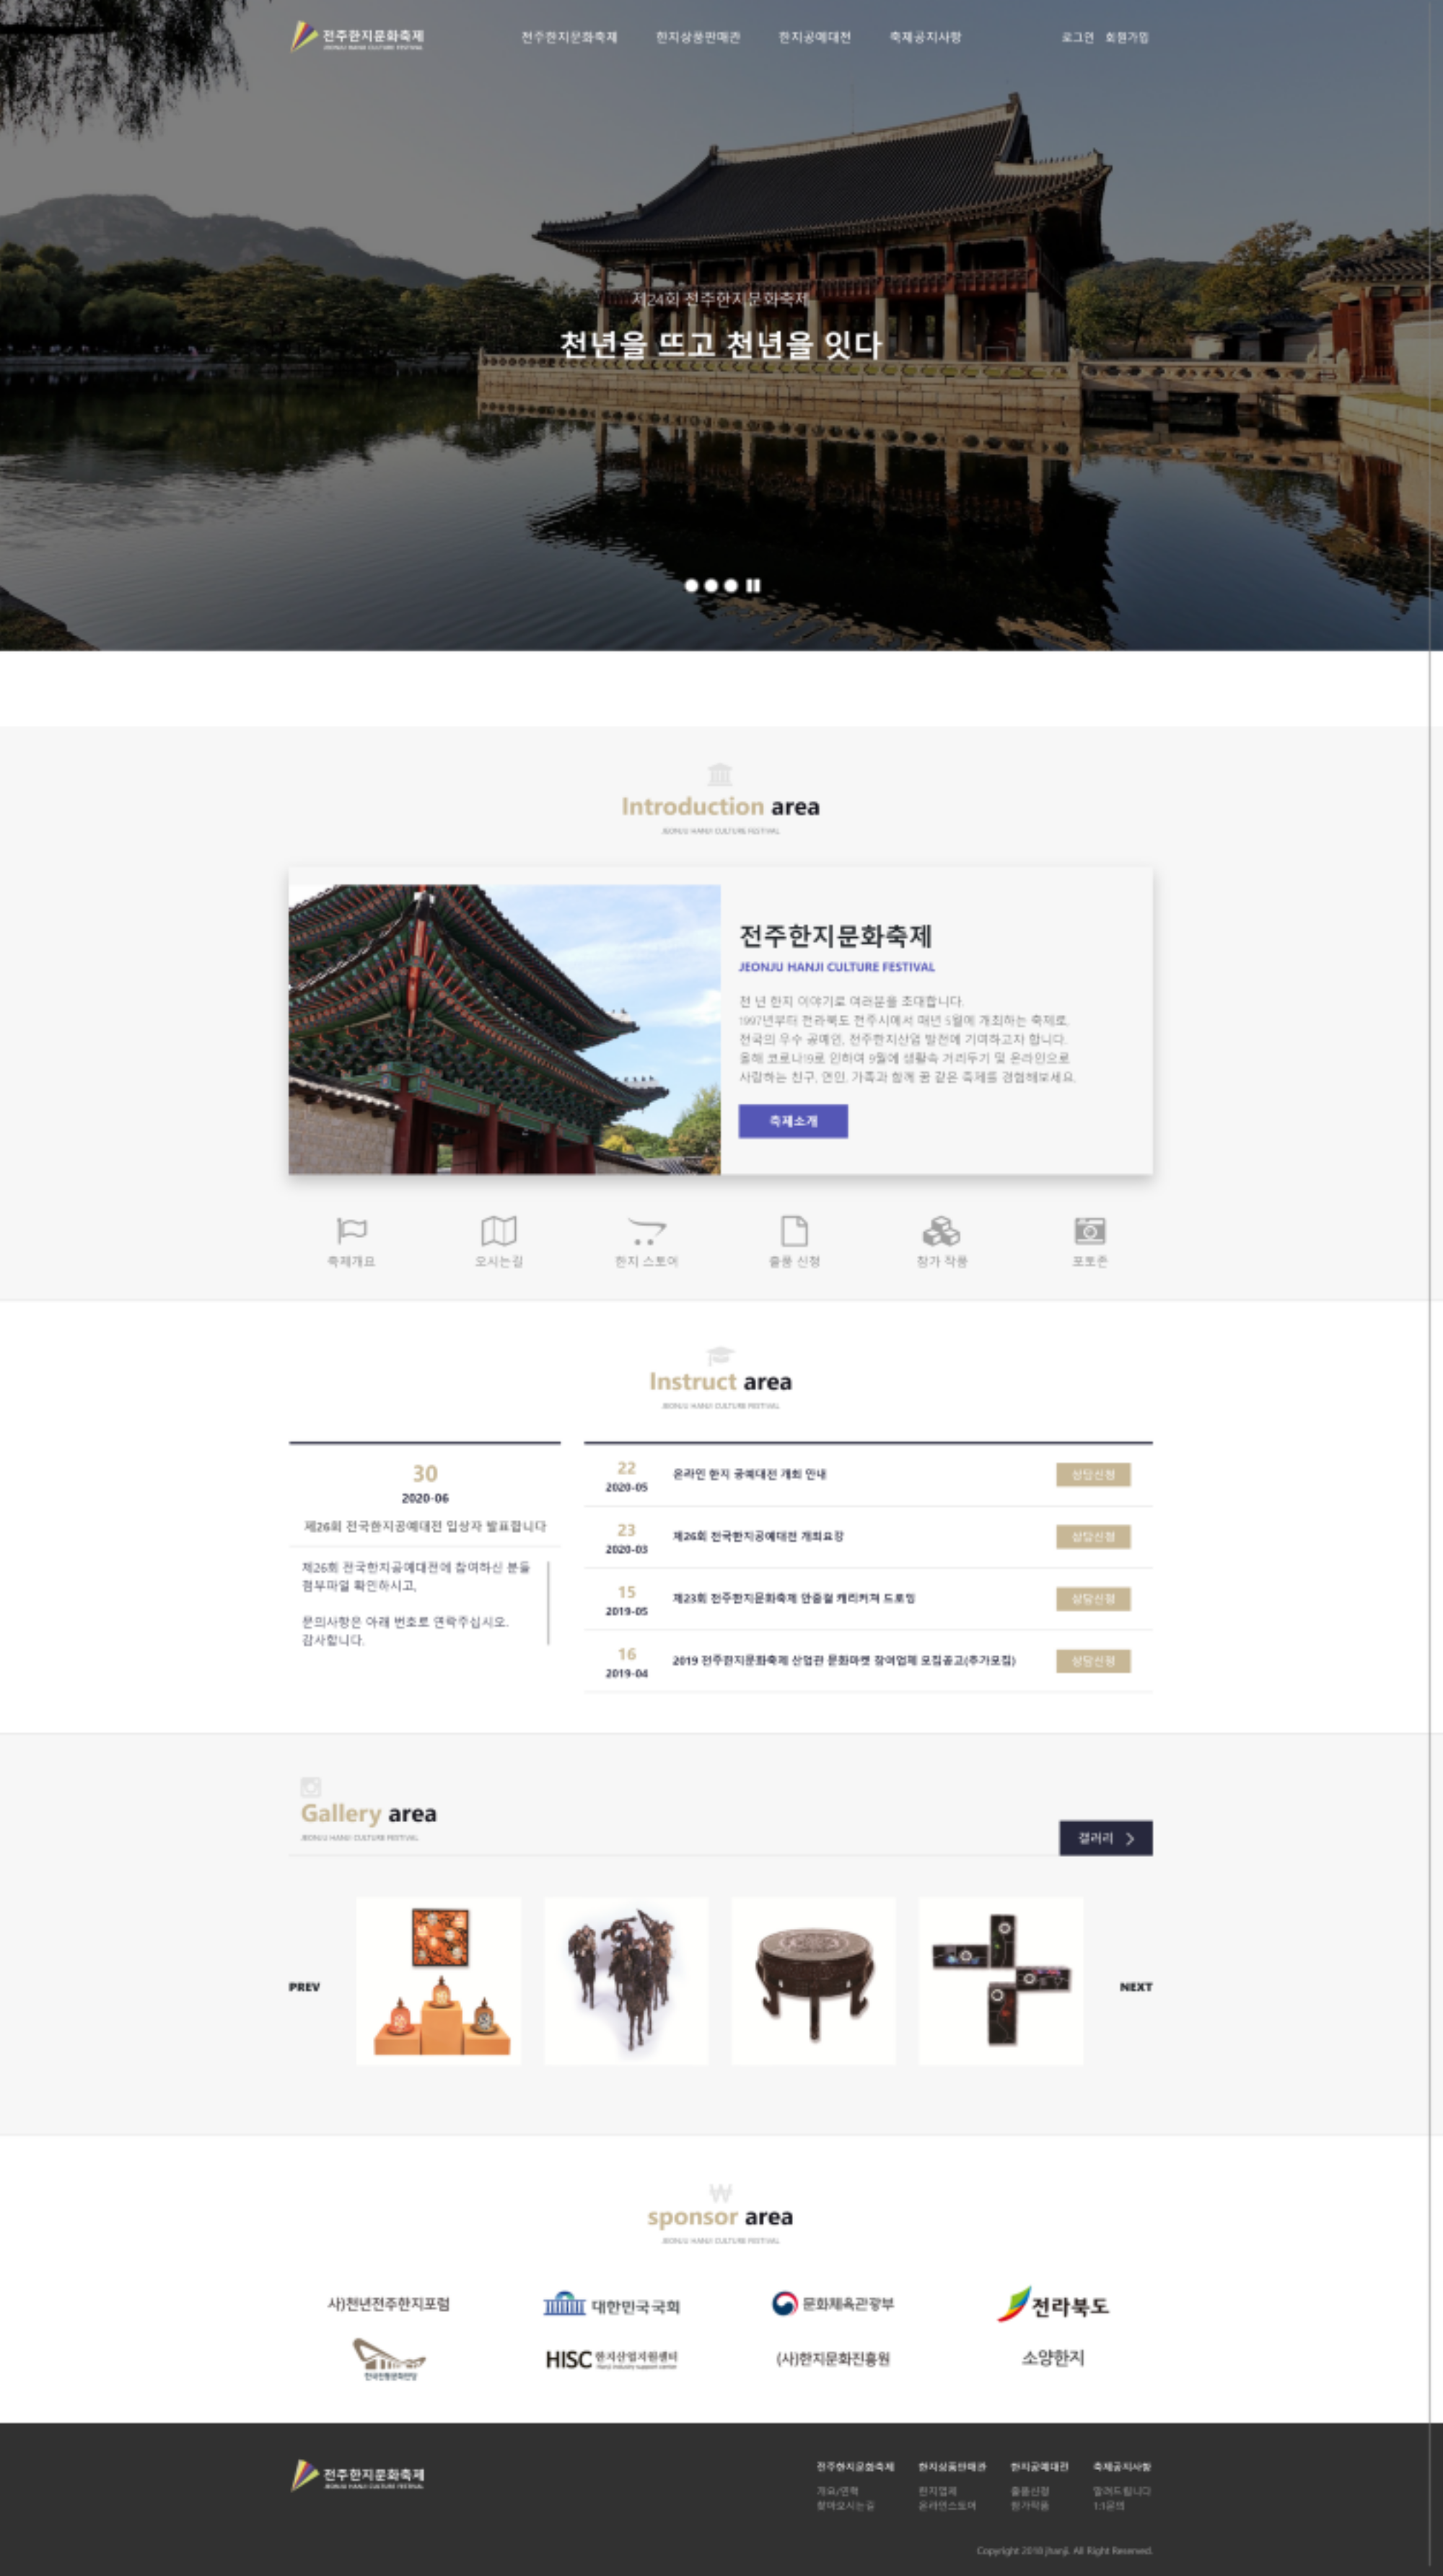 전주한지문화축제
JEONJU HANJI CULTURE FESTIVAL
전주한지문화축제 한지상품판매관 한지공예대전 축제공지사항
로그인 회원가입
제24회 전주한지문화축제
천년을 뜨고 천년을 잇다
Introduction area
JEONJU HANJI CULTURE FESTIVAL
전주한지문화축제
JEONJU HANJI CULTURE FESTIVAL
천 년 한지 이야기로 여러분을 초대합니다.
1997년부터 전라북도 전주시에서 매년 5월에 개최하는 축제로,
전국의 우수 공예인, 전주한지산업 발전에 기여하고자 합니다.
올해 코로나19로 인하여 9월에 생활속 거리두기 및 온라인으로
사랑하는 친구, 연인, 가족과 함께 꿈 같은 축제를 경험해보세요.
축제소개
축제개요
오시는길
한지 스토어
출품 신청
참가 작품
포토존
Instruct area
JEONJU HANJI CULTURE FESTIVAL
30
2020-06
제26회 전국한지공예대전 입상자 발표합니다
제26회 전국한지공예대전에 참여하신 분들
첨부파일 확인하시고,
문의사항은 아래 번호로 연락주십시오.
감사합니다.
22
2020-05
온라인 한지 공예대전 개최 안내
상담신청
23
2020-03
제26회 전국한지공예대전 개최요강
상담신청
15
2019-05
제23회 전주한지문화축제 안중걸 캐리커쳐 드로잉
상담신청
16
2019-04
2019 전주한지문화축제 산업관 문화마켓 참여업체 모집공고(추가모집)
상담신청
Gallery area
JEONJU HANJI CULTURE FESTIVAL
갤러리
PREV
NEXT
sponsor area
JEONJU HANJI CULTURE FESTIVAL
사)천년전주한지포럼
대한민국국회
문화체육관광부
전라북도
한국전통문화전당
HISC 한지산업지원센터
Hanji industry support center
(사)한지문화진흥원
소양한지
전주한지문화축제
JEONJU HANJI CULTURE FESTIVAL
전주한지문화축제 한지상품판매관 한지공예대전 축제공지사항
개요/연혁 한지업체 출품신청 알려드립니다
찾아오시는길 온라인스토어 참가작품 1:1문의
Copyright 2018 jhanji. All Right Reserved.